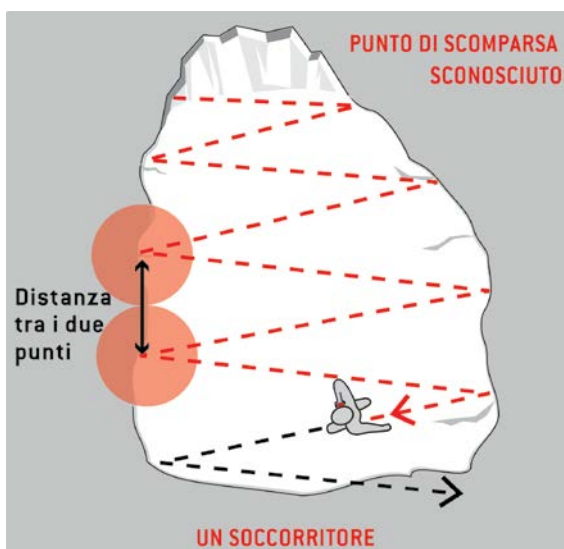 PUNTO DI SCOMPARSA
SCONOSCIUTO
Distanza
tra i due
punti
UN SOCCORRITORE